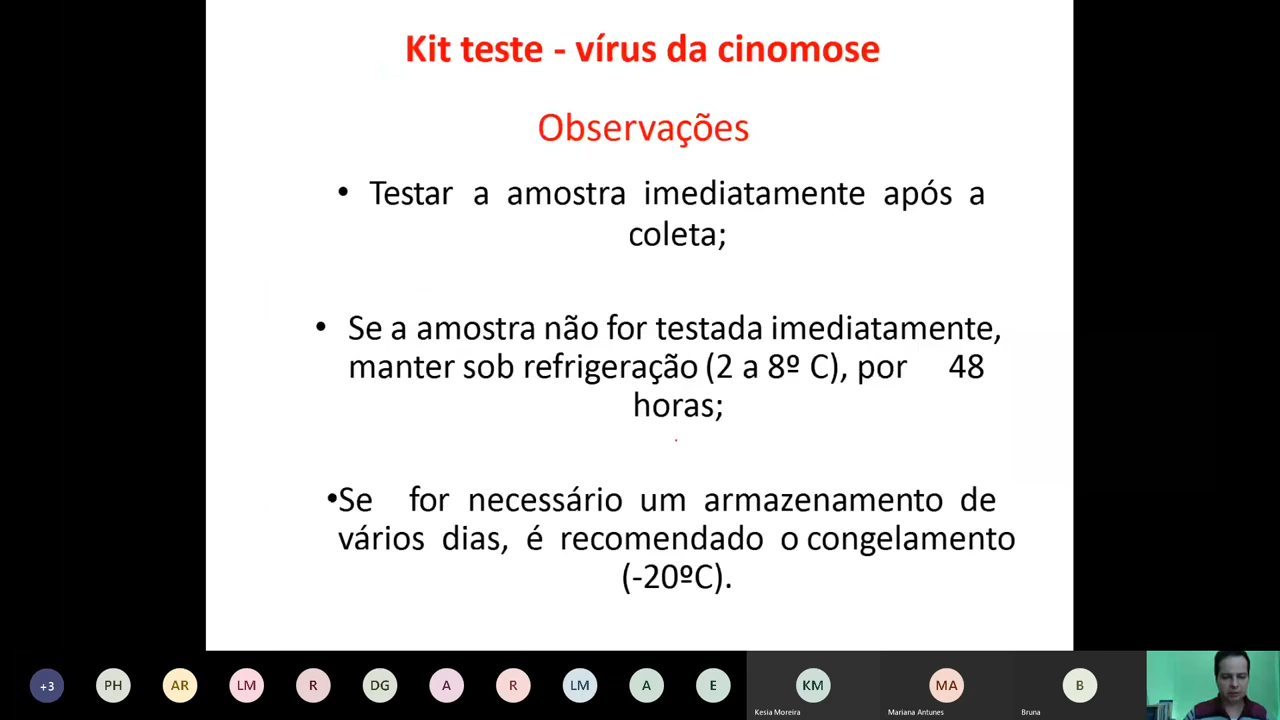 Kit teste - vírus da cinomose
Observações
• Testar a amostra imediatamente após a
coleta;
• Se a amostra não for testada imediatamente,
manter sob refrigeração (2 a 8º C), por 48
horas;
•Se for necessário um armazenamento de
vários dias, é recomendado o congelamento
(-20ºC).
+3 PH AR LM R DG A R LM A E KM MA B
Kesia Moreira Mariana Antunes Bruna